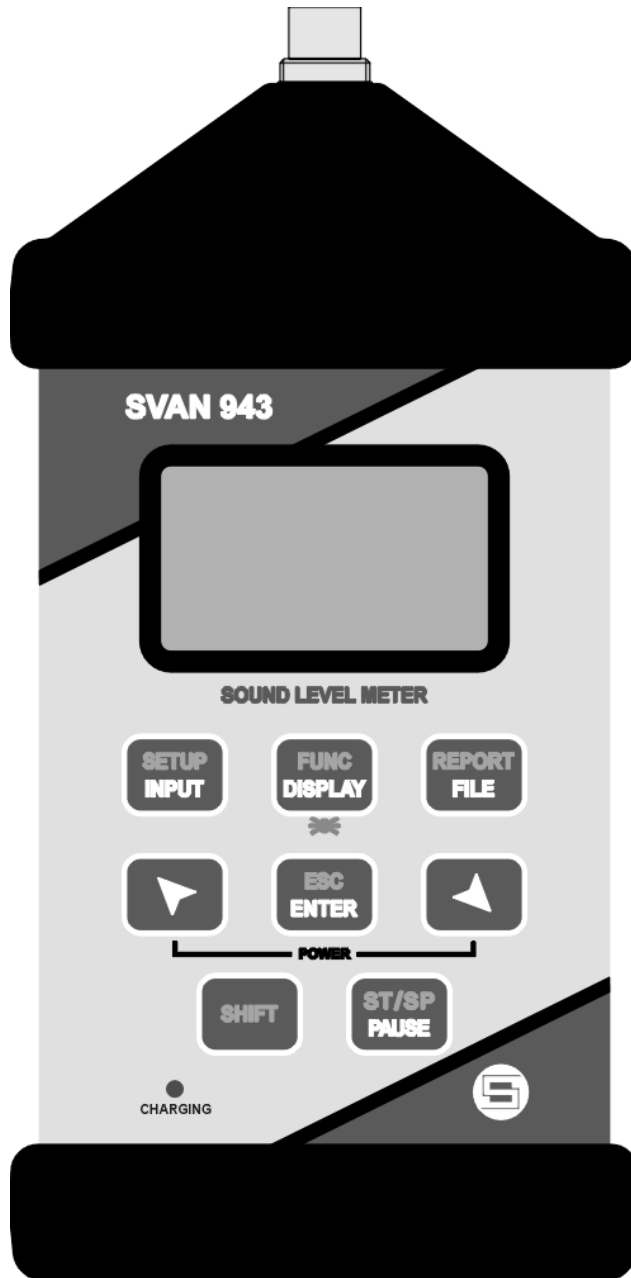 SVAN 943
SOUND LEVEL METER
SETUP
INPUT
FUNC
DISPLAY
REPORT
FILE
ESC
ENTER
POWER
SHIFT
ST/SP
PAUSE
CHARGING